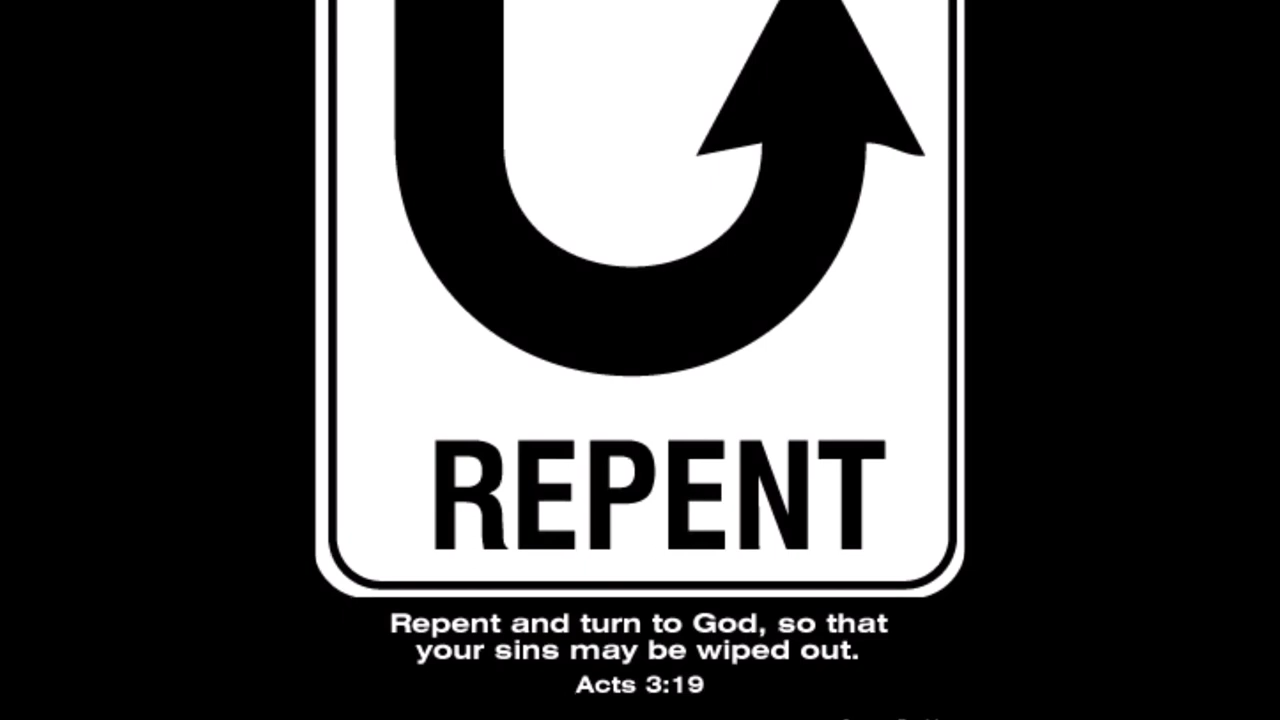 REPENT
Repent and turn to God, so that
your sins may be wiped out.
Acts 3:19